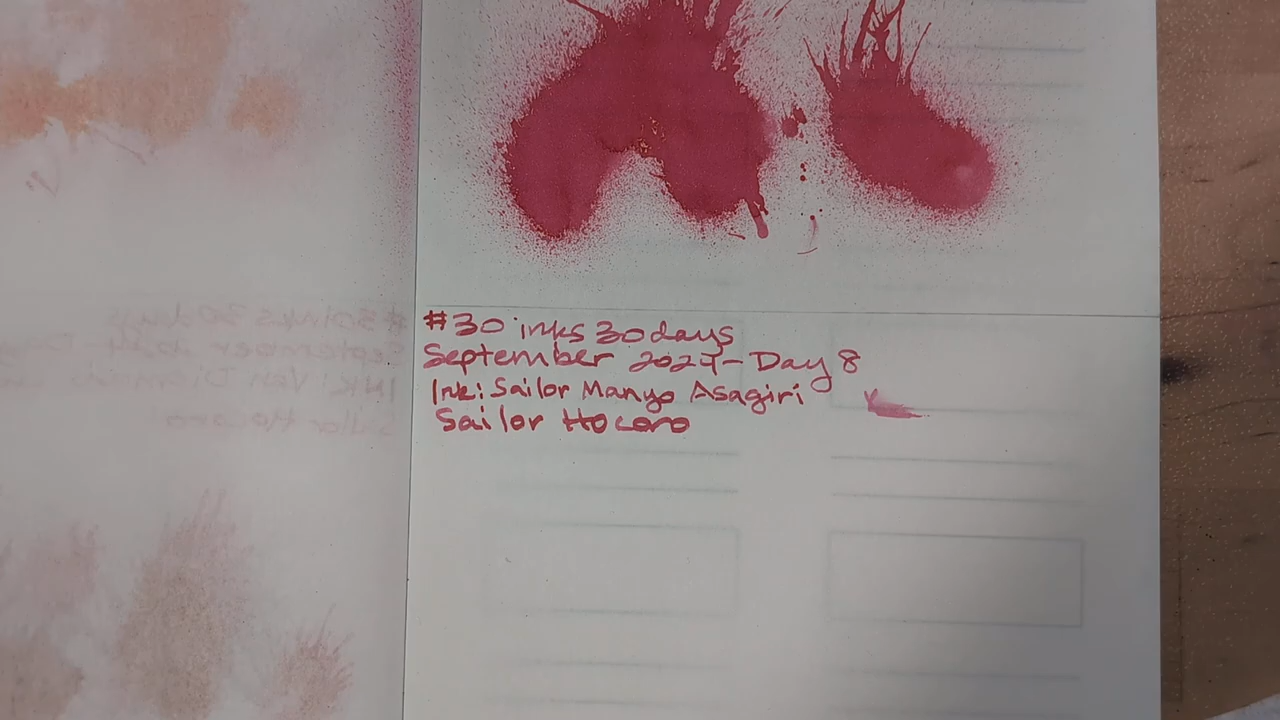 #30 inks 30 days
September 2024 - Day 8
Ink: Sailor Manyo Asagiri
Sailor Hocoro